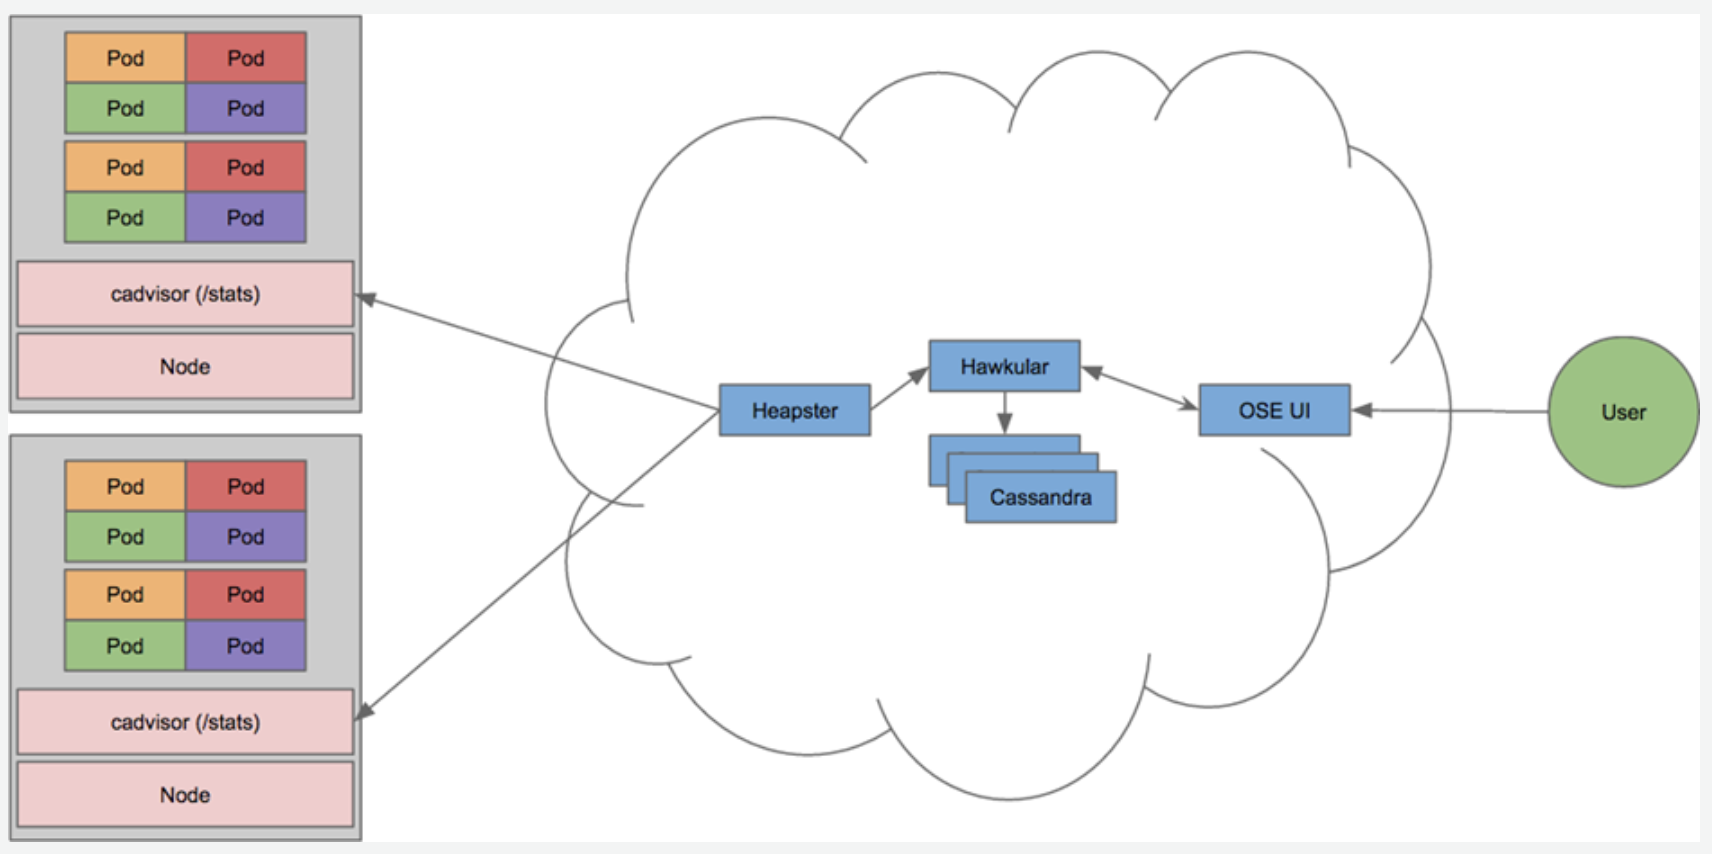 Pod Pod
Pod Pod
Pod Pod
Pod Pod
cadvisor (/stats)
Node
Pod Pod
Pod Pod
Pod Pod
Pod Pod
cadvisor (/stats)
Node
Heapster
Hawkular
Cassandra
OSE UI
User